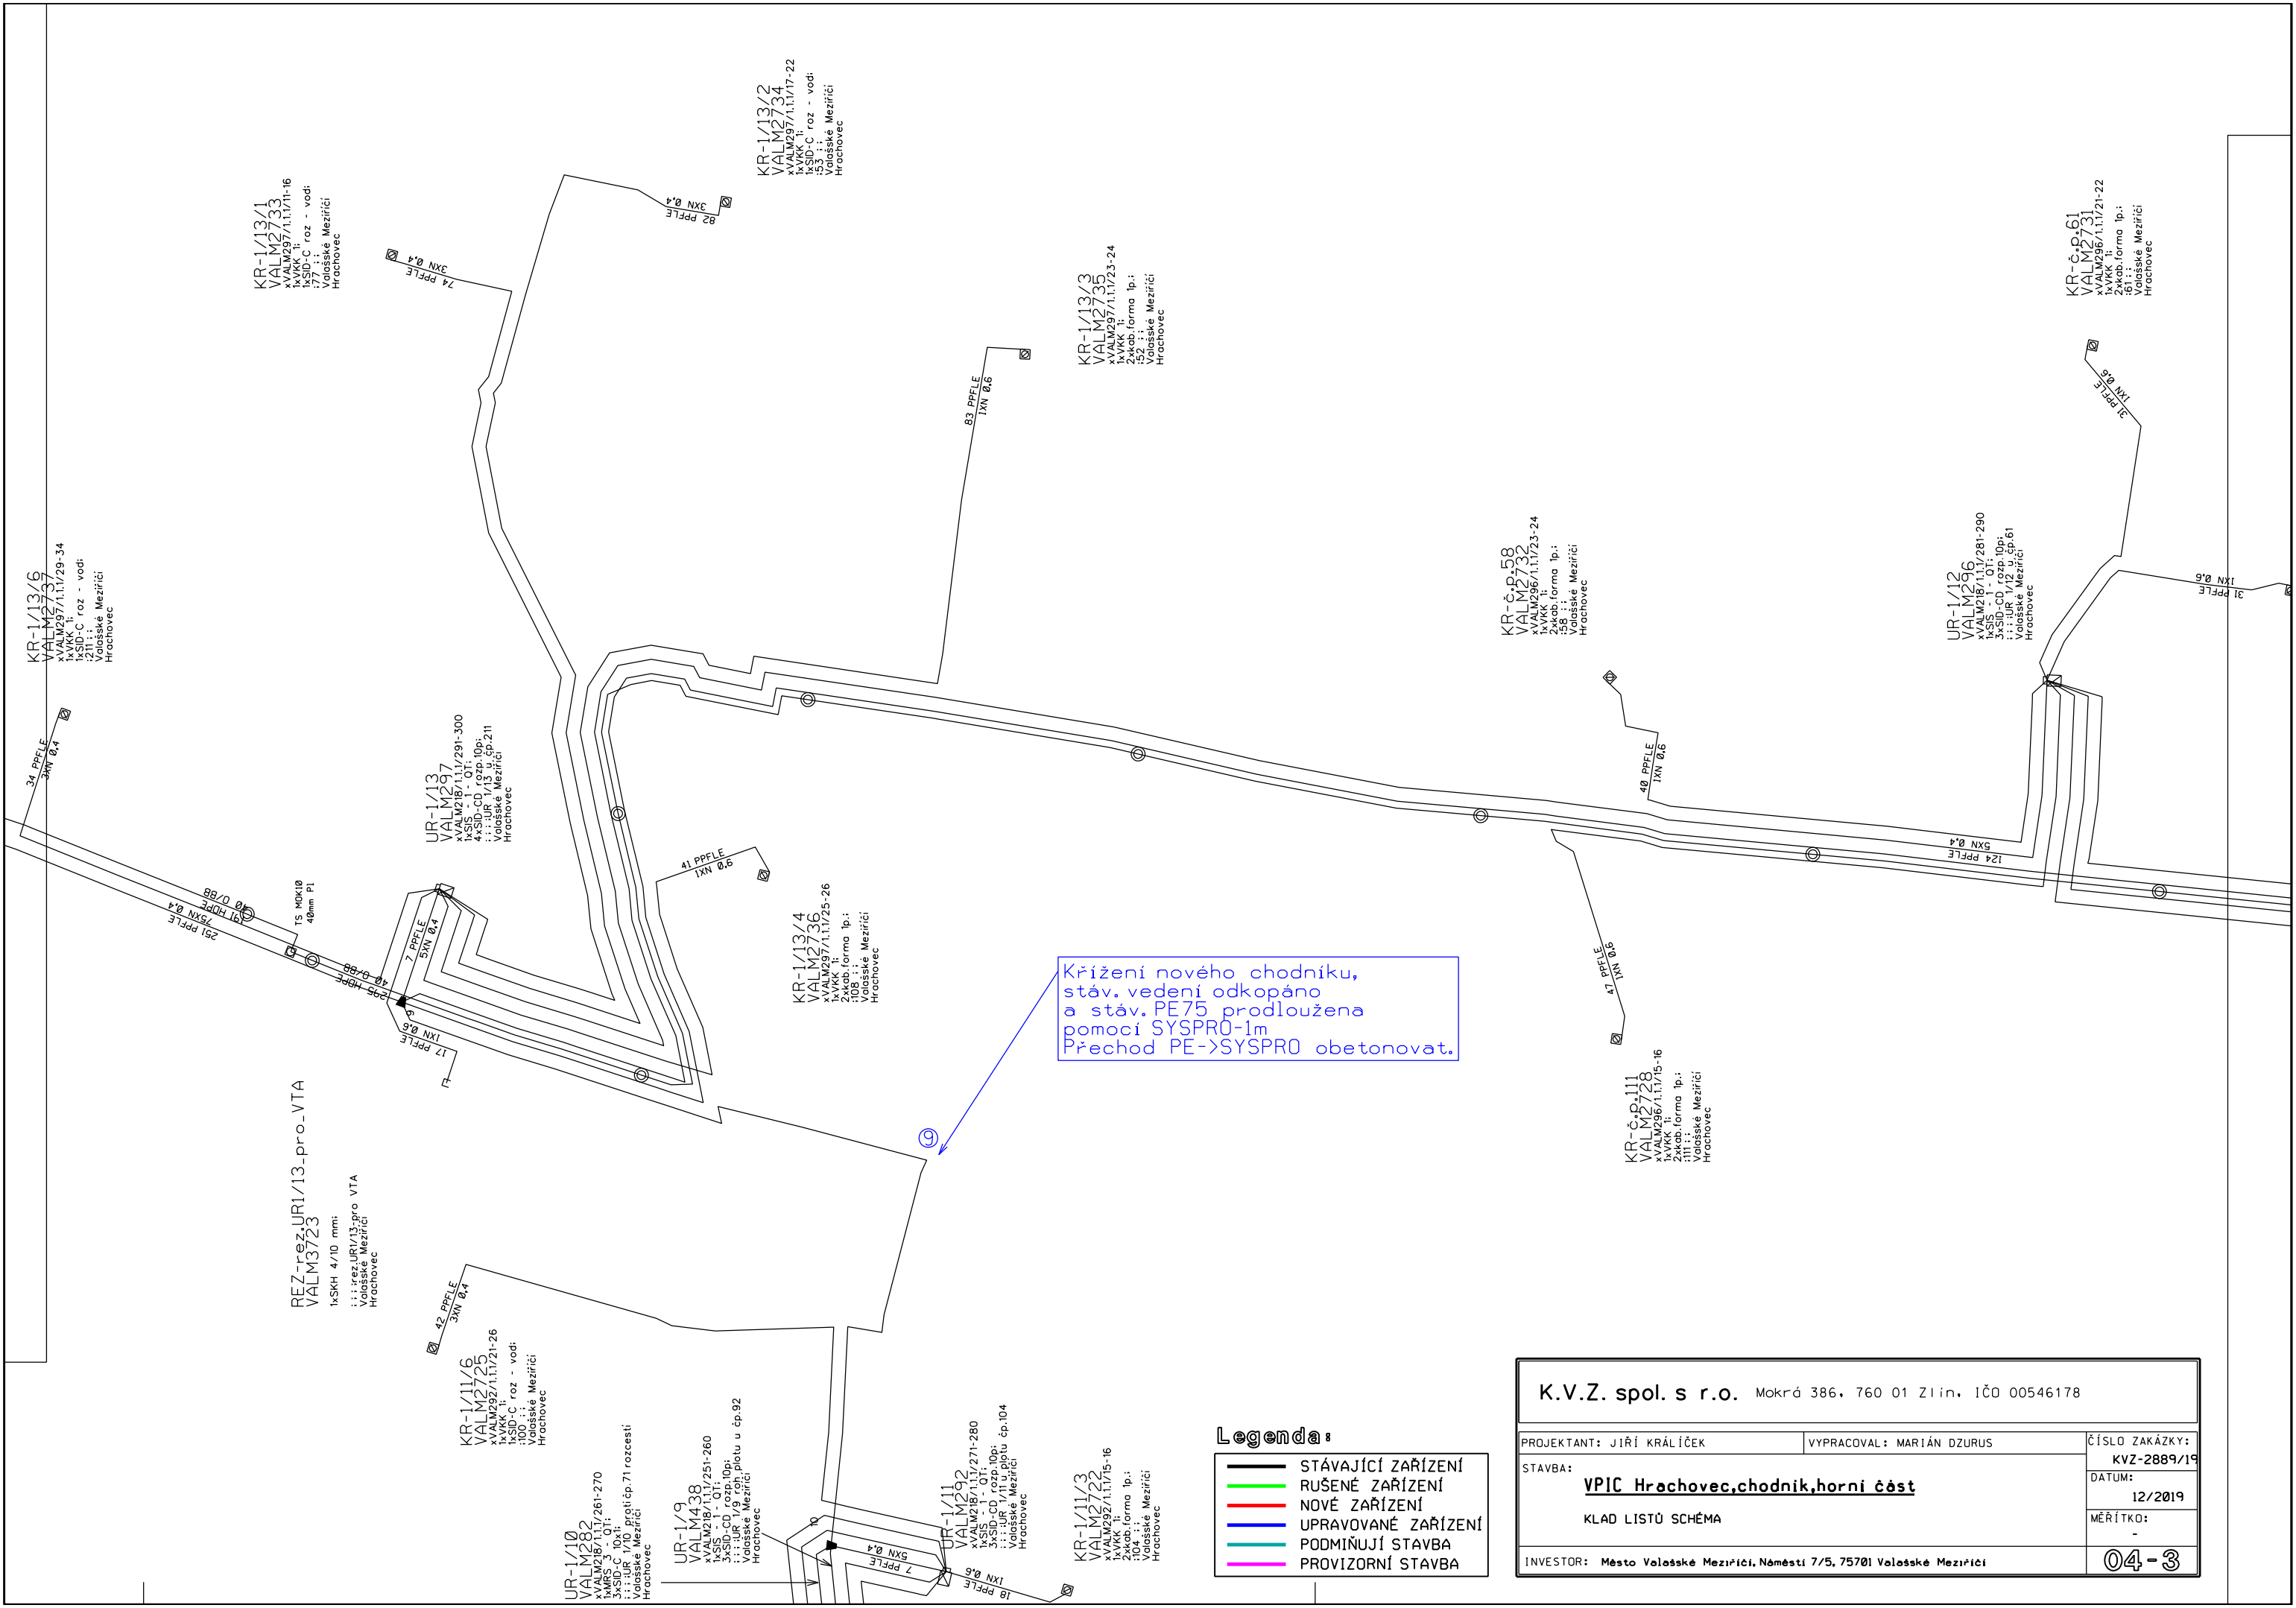 KR-1/13/2
VALM2734
xVALM297/1.1.1/17-22
1xVKK 1;
1xSID-C roz - vod;
;53 ; ;
Valašské Meziříčí
Hrachovec
KR-1/13/1
VALM2733
xVALM297/1.1.1/11-16
1xVKK 1;
1xSID-C roz - vod;
;77 ; ;
Valašské Meziříčí
Hrachovec
82 PPFLE
3XN 0,4
74 PPFLE
3XN 0,4
KR-1/13/3
VALM2735
xVALM297/1.1.1/23-24
1xVKK 1;
2xkab.forma 1p.;
;52 ; ;
Valašské Meziříčí
Hrachovec
83 PPFLE
1XN 0,6
KR-č.p.61
VALM2731
xVALM296/1.1.1/21-22
1xVKK 1;
2xkab.forma 1p.;
;61 ; ;
Valašské Meziříčí
Hrachovec
31 PPFLE
1XN 0,6
31 PPFLE
1XN 0,6
KR-1/13/6
VALM2737
xVALM297/1.1.1/29-34
1xVKK 1;
1xSID-C roz - vod;
;211 ; ;
Valašské Meziříčí
Hrachovec
34 PPFLE
3XN 0,4
KR-č.p.58
VALM2732
xVALM296/1.1.1/23-24
1xVKK 1;
2xkab.forma 1p.;
;58 ; ;
Valašské Meziříčí
Hrachovec
40 PPFLE
1XN 0,6
UR-1/12
VALM296
xVALM218/1.1.1/281-290
1xSIS - 1 - QT;
3xSID-CD rozp.10p;
; ; ; ;UR 1/12 u čp.61
Valašské Meziříčí
Hrachovec
124 PPFLE
5XN 0,4
UR-1/13
VALM297
xVALM218/1.1.1/291-300
1xSIS - 1 - QT;
4xSID-CD rozp.10p;
; ; ; ;UR 1/13 u čp.211
Valašské Meziříčí
Hrachovec
40 O/BB
191 HDPE
75XN 0,4
251 PPFLE
TS MOK10
40mm P1
40 O/BB
295 HDPE
7 PPFLE
5XN 0,4
9
17 PPFLE
1XN 0,6
41 PPFLE
1XN 0,6
KR-1/13/4
VALM2736
xVALM297/1.1.1/25-26
1xVKK 1;
2xkab.forma 1p.;
;108 ; ;
Valašské Meziříčí
Hrachovec
47 PPFLE
1XN 0,6
KR-č.p.111
VALM2728
xVALM296/1.1.1/15-16
1xVKK 1;
2xkab.forma 1p.;
;111 ; ;
Valašské Meziříčí
Hrachovec
Křížení nového chodníku,
stáv. vedení odkopáno
a stáv. PE75 prodloužena
pomocí SYSPRO-1m
Přechod PE->SYSPRO obetonovat.
9
REZ-rez.UR1/13_pro_VTA
VALM3723
1xSKH 4/10 mm;
; ; ; ;rez.UR1/13-pro VTA
Valašské Meziříčí
Hrachovec
42 PPFLE
3XN 0,4
KR-1/11/6
VALM2725
xVALM292/1.1.1/21-26
1xVKK 1;
1xSID-C roz - vod;
;100 ; ;
Valašské Meziříčí
Hrachovec
UR-1/10
VALM282
xVALM218/1.1.1/261-270
1xMRS 3 - QT;
3xSID-C 10x1;
; ; ; ;UR 1/10 proti čp.71 rozcestí
Valašské Meziříčí
Hrachovec
UR-1/9
VALM438
xVALM218/1.1.1/251-260
1xSIS - 1 - QT;
3xSID-CD rozp.10p;
; ; ; ;UR 1/9 roh.plotu u čp.92
Valašské Meziříčí
Hrachovec
10
5XN 0,4
7 PPFLE
UR-1/11
VALM292
xVALM218/1.1.1/271-280
1xSIS - 1 - QT;
3xSID-CD rozp.10p;
; ; ; ;UR 1/11 u plotu čp.104
Valašské Meziříčí
Hrachovec
18 PPFLE
1XN 0,6
KR-1/11/3
VALM2722
xVALM292/1.1.1/15-16
1xVKK 1;
2xkab.forma 1p.;
;104 ; ;
Valašské Meziříčí
Hrachovec
Legenda:
STÁVAJÍCÍ ZAŘÍZENÍ
RUŠENÉ ZAŘÍZENÍ
NOVÉ ZAŘÍZENÍ
UPRAVOVANÉ ZAŘÍZENÍ
PODMIŇUJÍ STAVBA
PROVIZORNÍ STAVBA
K.V.Z. spol. s r.o. Mokrá 386, 760 01 Zlín, IČO 00546178
PROJEKTANT: JIŘÍ KRÁLÍČEK
VYPRACOVAL: MARIÁN DZURUS
ČÍSLO ZAKÁZKY:
KVZ-2889/19
STAVBA:
VPIC Hrachovec,chodník,horní část
KLAD LISTŮ SCHÉMA
DATUM:
12/2019
MĚŘÍTKO:
-
INVESTOR: Město Valašské Meziříčí, Náměstí 7/5, 75701 Valašské Meziříčí
04-3